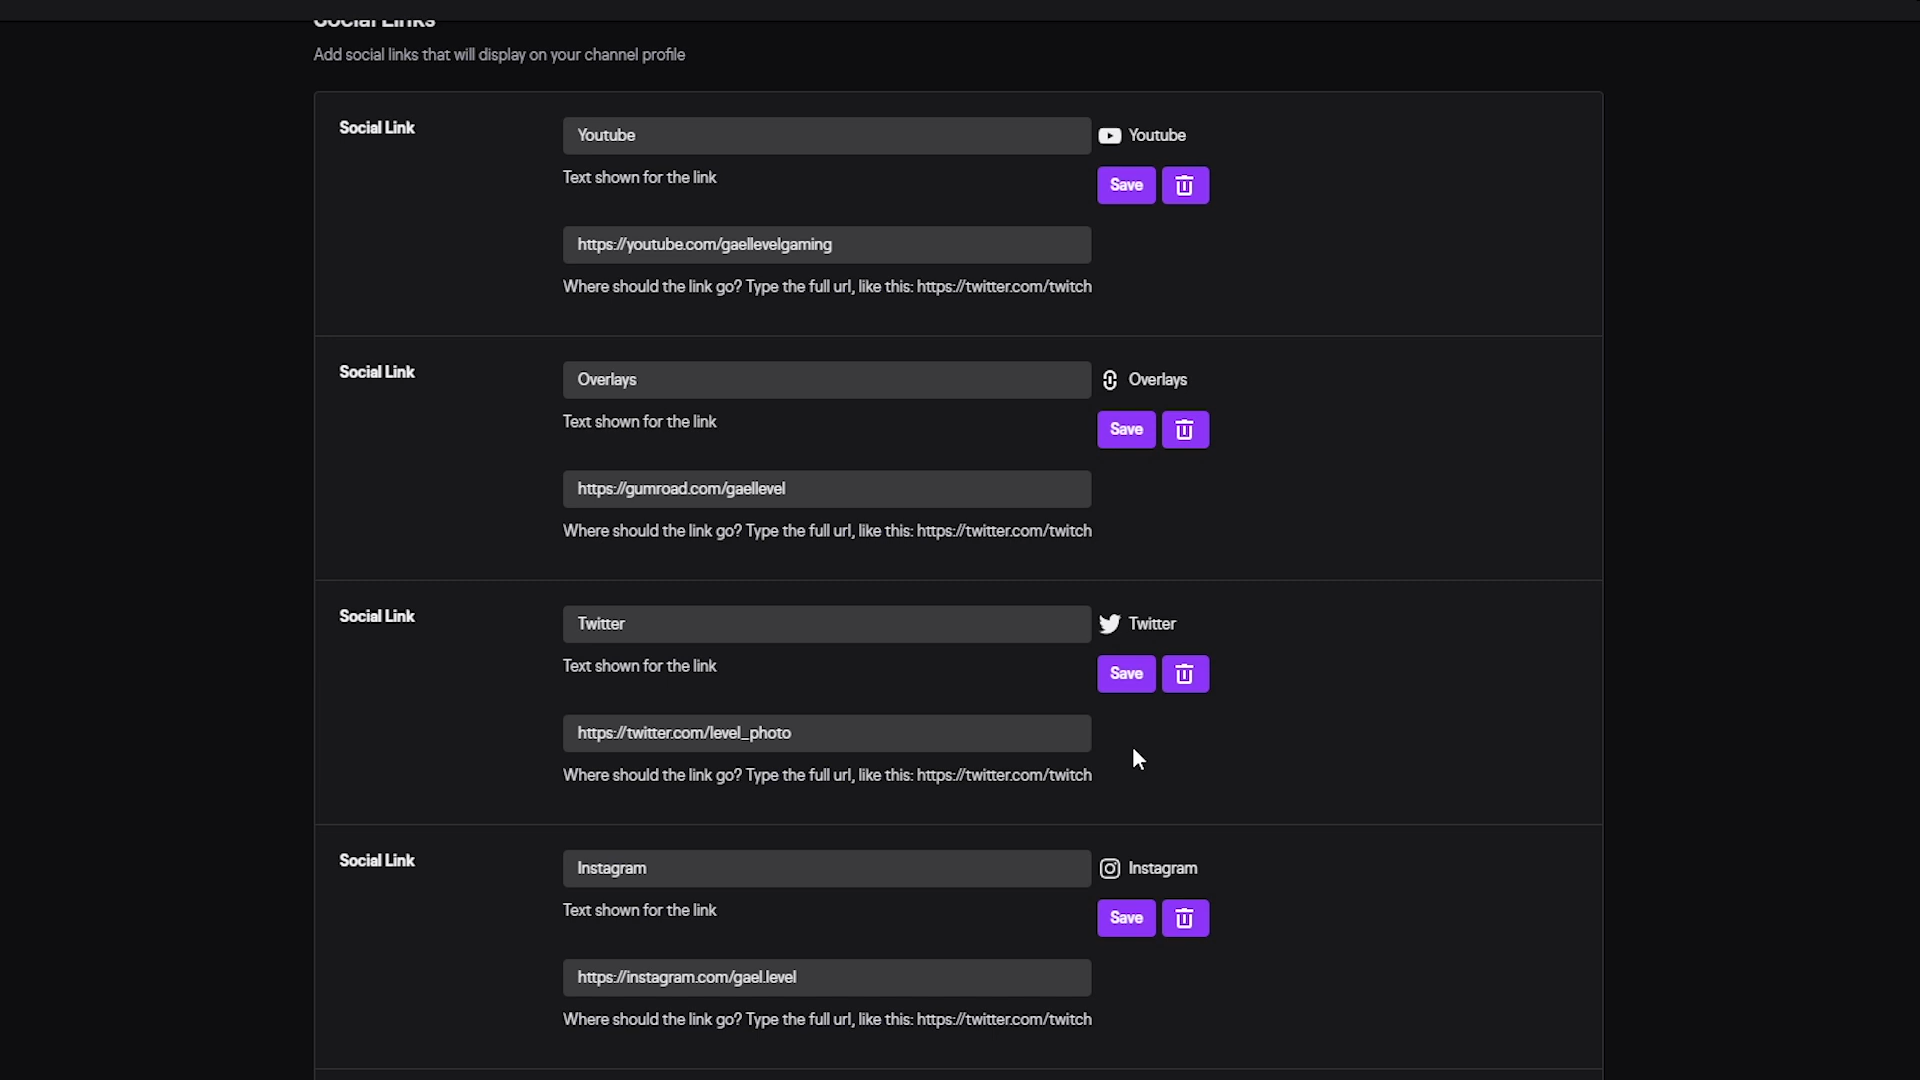 Social Links
Add social links that will display on your channel profile
Social Link
Youtube
Youtube
Text shown for the link
Save
https://youtube.com/gaellevelgaming
Where should the link go? Type the full url, like this: https://twitter.com/twitch
Social Link
Overlays
Overlays
Text shown for the link
Save
https://gumroad.com/gaellevel
Where should the link go? Type the full url, like this: https://twitter.com/twitch
Social Link
Twitter
Twitter
Text shown for the link
Save
https://twitter.com/level_photo
Where should the link go? Type the full url, like this: https://twitter.com/twitch
Social Link
Instagram
Instagram
Text shown for the link
Save
https://instagram.com/gael.level
Where should the link go? Type the full url, like this: https://twitter.com/twitch